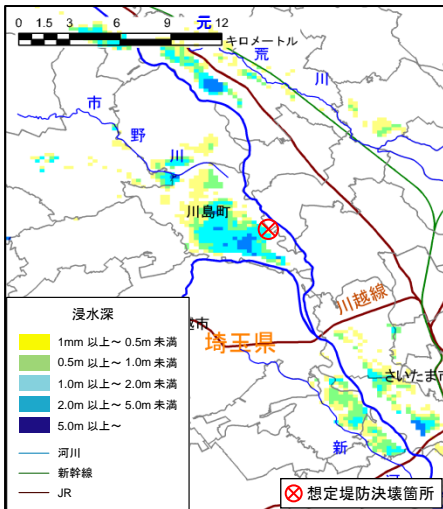 0 1.5 3 6 9 12
キロメートル
元
荒
川
市
野
川
川島町
川越線
越市
埼玉県
さいたま市
新
河
浸水深
1mm 以上～ 0.5m 未満
0.5m 以上～ 1.0m 未満
1.0m 以上～ 2.0m 未満
2.0m 以上～ 5.0m 未満
5.0m 以上～
河川
新幹線
JR
想定堤防決壊箇所